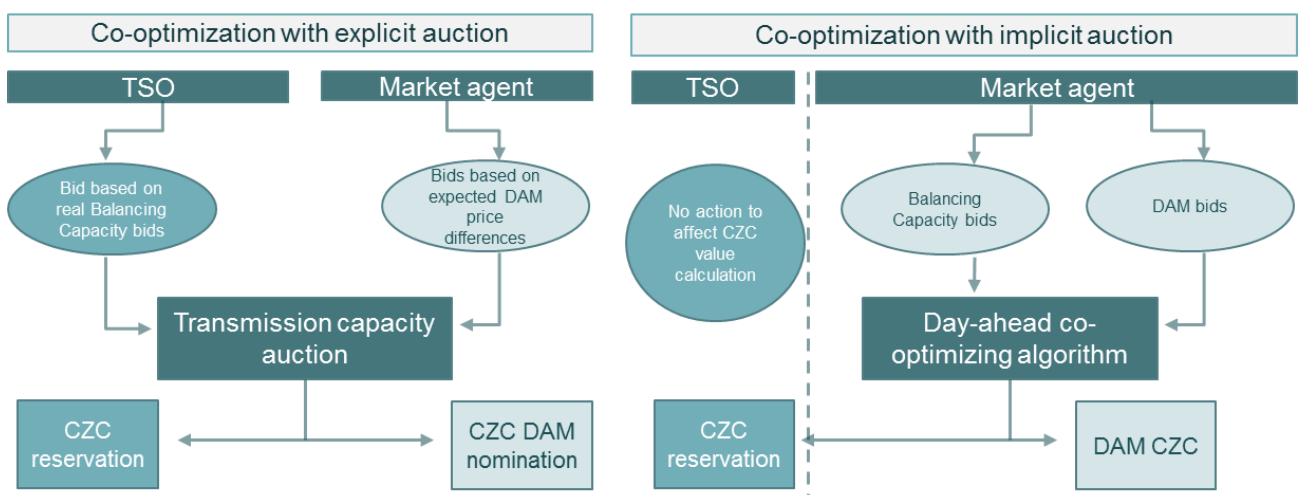 Co-optimization with explicit auction
TSO
Market agent
Bid based on
real Balancing
Capacity bids
Bids based on
expected DAM
price
differences
Transmission capacity
auction
CZC
reservation
CZC DAM
nomination
Co-optimization with implicit auction
TSO
Market agent
No action to
affect CZC
value
calculation
Balancing
Capacity bids
DAM bids
Day-ahead co-
optimizing algorithm
CZC
reservation
DAM CZC